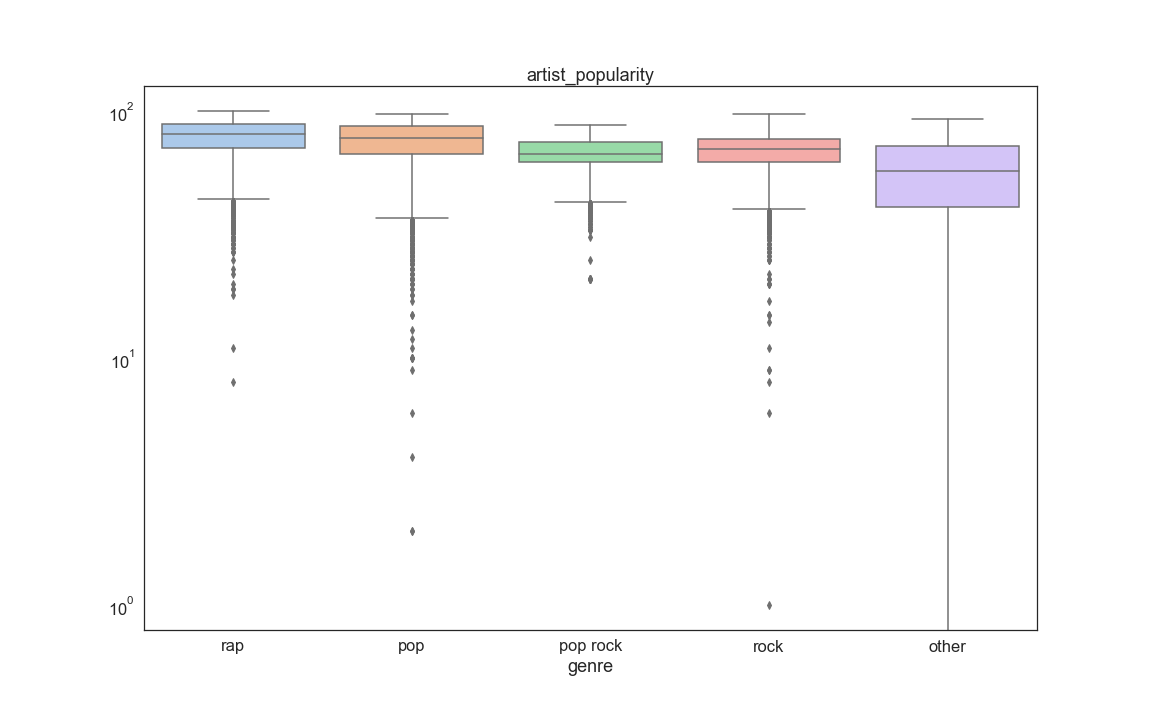 artist_popularity
10²
10¹
10⁰
rap pop pop rock rock other
genre